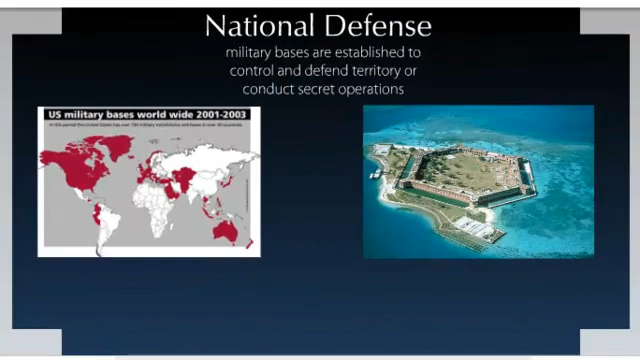 National Defense
military bases are established to
control and defend territory or
conduct secret operations
US military bases world wide 2001-2003